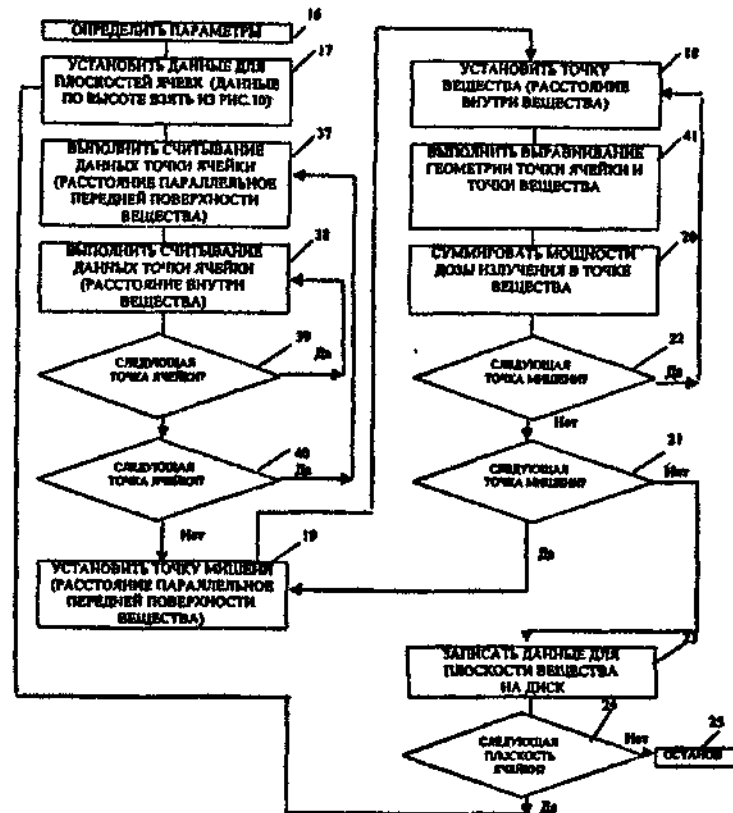 ОПРЕДЕЛИТЬ ПАРАМЕТРЫ
16
УСТАНОВИТЬ ДАННЫЕ ДЛЯ
ПЛОСКОСТЕЙ ЯЧЕЕК (ДАННЫЕ
ПО ВЫСОТЕ ВЗЯТЬ ИЗ РИС.10)
17
ВЫПОЛНИТЬ СЧИТЫВАНИЕ
ДАННЫХ ТОЧКИ ЯЧЕЙКИ
(РАССТОЯНИЕ ПАРАЛЛЕЛЬНОЕ
ПЕРЕДНЕЙ ПОВЕРХНОСТИ
ВЕЩЕСТВА)
37
ВЫПОЛНИТЬ СЧИТЫВАНИЕ
ДАННЫХ ТОЧКИ ЯЧЕЙКИ
(РАССТОЯНИЕ ВНУТРИ
ВЕЩЕСТВА)
38
СЛЕДУЮЩАЯ
ТОЧКА ЯЧЕЙКИ?
39
Да
СЛЕДУЮЩАЯ
ТОЧКА ЯЧЕЙКИ?
40
Да
Нет
УСТАНОВИТЬ ТОЧКУ МИШЕНИ
(РАССТОЯНИЕ ПАРАЛЛЕЛЬНОЕ
ПЕРЕДНЕЙ ПОВЕРХНОСТИ
ВЕЩЕСТВА)
19
УСТАНОВИТЬ ТОЧКУ
ВЕЩЕСТВА (РАССТОЯНИЕ
ВНУТРИ ВЕЩЕСТВА)
18
ВЫПОЛНИТЬ ВЫРАВНИВАНИЕ
ГЕОМЕТРИИ ТОЧКИ ЯЧЕЙКИ И
ТОЧКИ ВЕЩЕСТВА
41
СУММИРОВАТЬ МОЩНОСТИ
ДОЗЫ ИЗЛУЧЕНИЯ В ТОЧКЕ
ВЕЩЕСТВА
20
СЛЕДУЮЩАЯ
ТОЧКА МИШЕНИ?
22
Да
Нет
СЛЕДУЮЩАЯ
ТОЧКА МИШЕНИ?
21
Нет
Да
ЗАПИСАТЬ ДАННЫЕ ДЛЯ
ПЛОСКОСТИ ВЕЩЕСТВА
НА ДИСК
23
СЛЕДУЮЩАЯ
ПЛОСКОСТЬ
ЯЧЕЙКИ?
24
Нет
ОСТАНОВ
25
Да